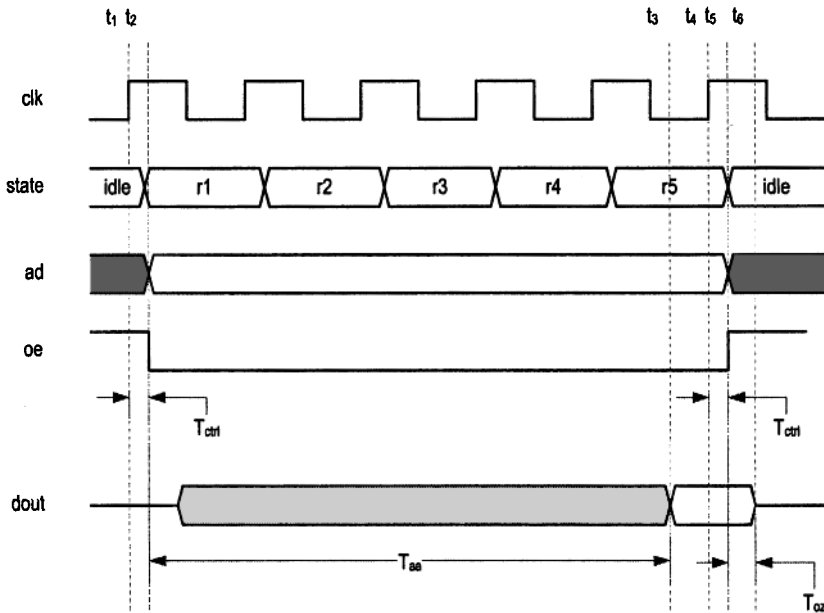 t1 t2 t3 t4 t5 t6
clk
state idle r1 r2 r3 r4 r5 idle
ad
oe
Tctrl Tctrl
dout
Taa
Toz